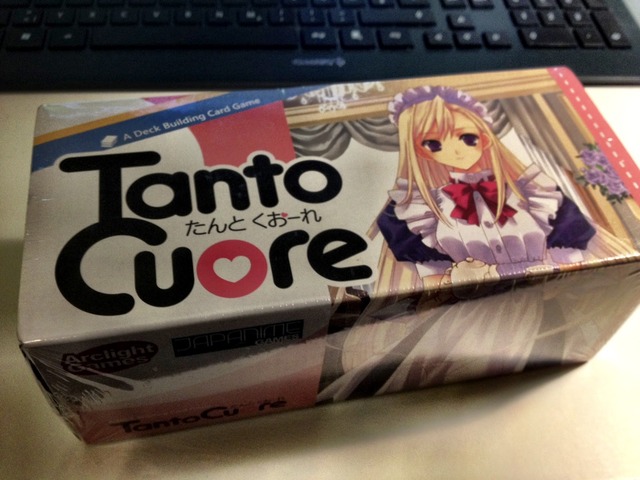 A Deck Building Card Game
Tanto
たんと くおーれ
Cuore
Arclight
Games
JAPANIME
GAMES
TantoCuore